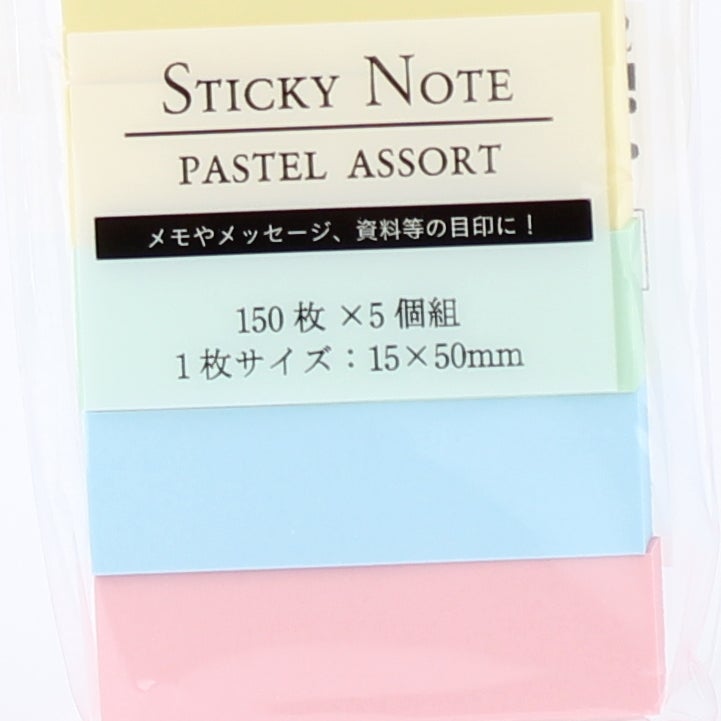 STICKY NOTE
PASTEL ASSORT
メモやメッセージ、資料等の目印に！
150枚×5個組
1枚サイズ：15×50mm